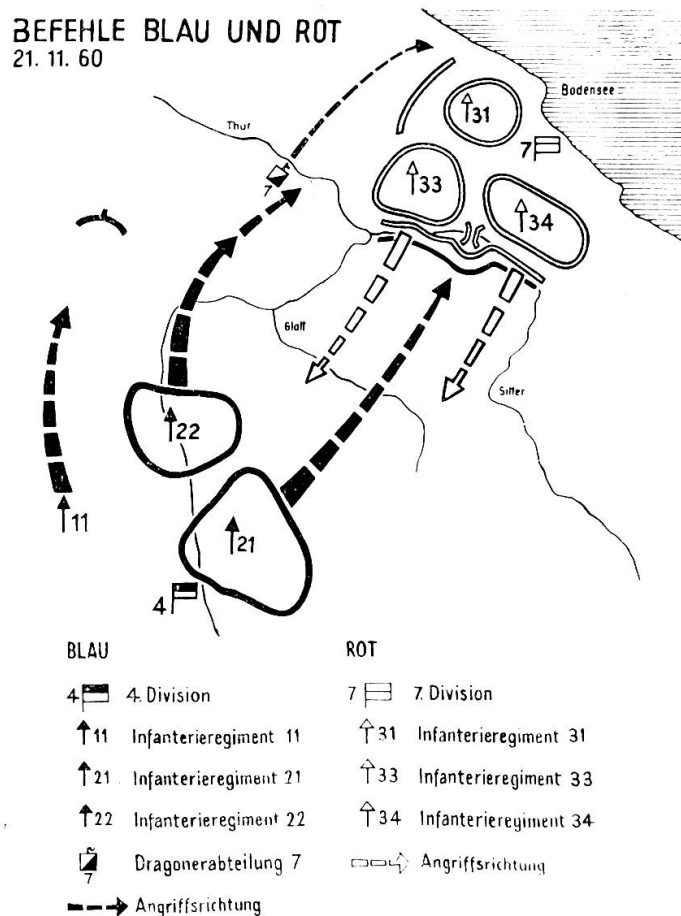 BEFEHLE BLAU UND ROT
21. 11. 60
Bodensee
Thur
31
7
7
33
34
Glatt
Sitter
22
11
21
4
BLAU
4 4. Division
11 Infanterieregiment 11
21 Infanterieregiment 21
22 Infanterieregiment 22
7 Dragonerabteilung 7
Angriffsrichtung
ROT
7 7. Division
31 Infanterieregiment 31
33 Infanterieregiment 33
34 Infanterieregiment 34
Angriffsrichtung